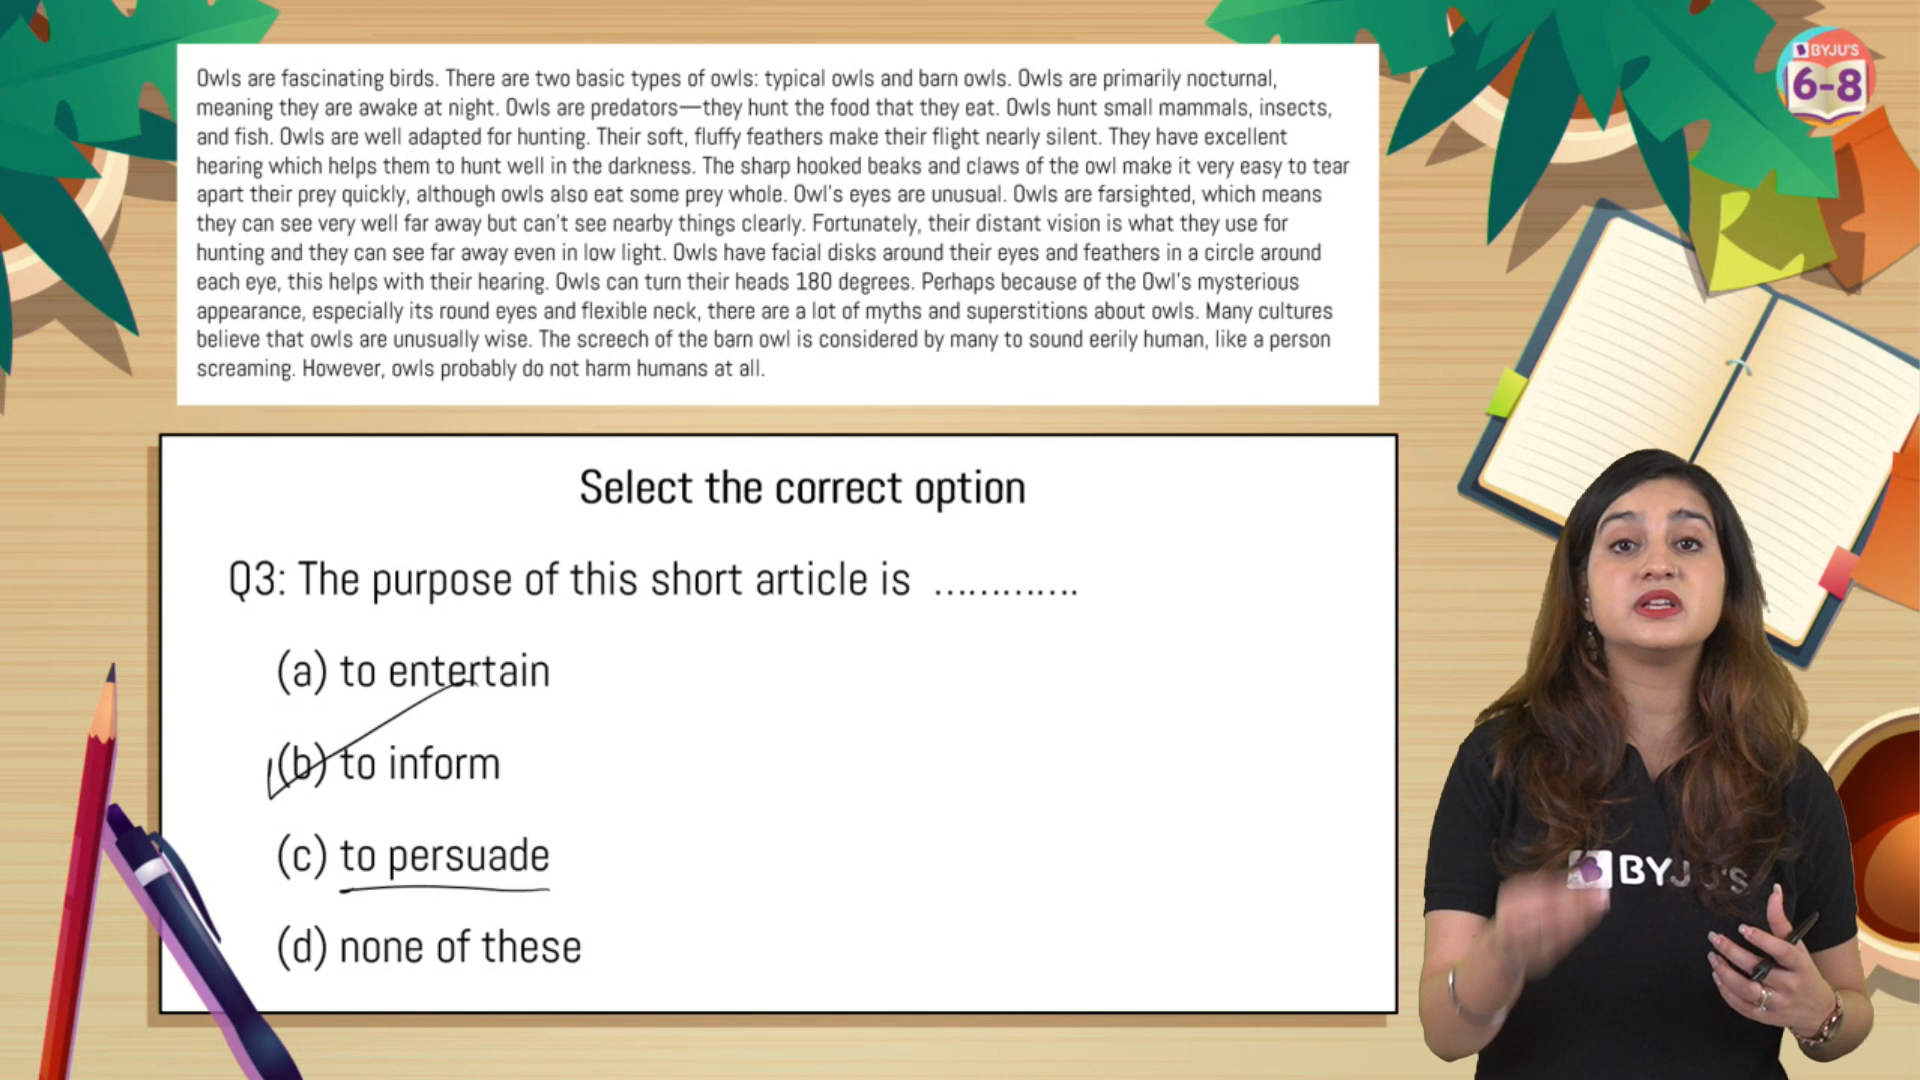 Owls are fascinating birds. There are two basic types of owls: typical owls and barn owls. Owls are primarily nocturnal,
meaning they are awake at night. Owls are predators—they hunt the food that they eat. Owls hunt small mammals, insects,
and fish. Owls are well adapted for hunting. Their soft, fluffy feathers make their flight nearly silent. They have excellent
hearing which helps them to hunt well in the darkness. The sharp hooked beaks and claws of the owl make it very easy to tear
apart their prey quickly, although owls also eat some prey whole. Owl's eyes are unusual. Owls are farsighted, which means
they can see very well far away but can't see nearby things clearly. Fortunately, their distant vision is what they use for
hunting and they can see far away even in low light. Owls have facial disks around their eyes and feathers in a circle around
each eye, this helps with their hearing. Owls can turn their heads 180 degrees. Perhaps because of the Owl's mysterious
appearance, especially its round eyes and flexible neck, there are a lot of myths and superstitions about owls. Many cultures
believe that owls are unusually wise. The screech of the barn owl is considered by many to sound eerily human, like a person
screaming. However, owls probably do not harm humans at all.
BYJU'S
6-8
Select the correct option
Q3: The purpose of this short article is .............
(a) to entertain
(b) to inform
(c) to persuade
(d) none of these
BYJU'S